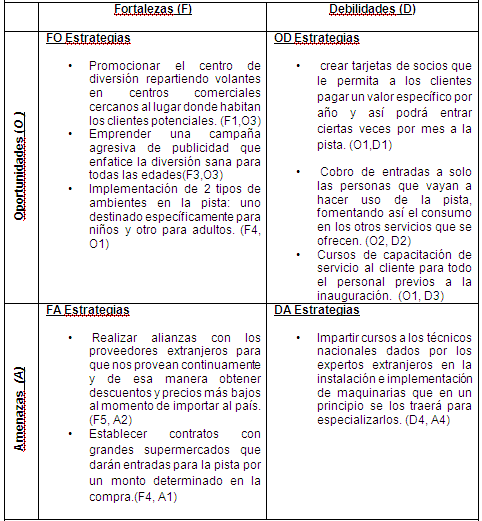 Fortalezas (F)
Debilidades (D)
Oportunidades (O )
FO Estrategias
• Promocionar el centro de
diversión repartiendo volantes
en centros comerciales
cercanos al lugar donde habitan
los clientes potenciales. (F1,O3)
• Emprender una campaña
agresiva de publicidad que
enfatice la diversión sana para
todas las edades(F3,O3)
• Implementación de 2 tipos de
ambientes en la pista: uno
destinado específicamente para
niños y otro para adultos. (F4,
O1)
OD Estrategias
• crear tarjetas de socios que
le permita a los clientes
pagar un valor específico por
año y así podrá entrar
ciertas veces por mes a la
pista. (O1,D1)
• Cobro de entradas a solo
las personas que vayan a
hacer uso de la pista,
fomentando así el consumo
en los otros servicios que se
ofrecen. (O2, D2)
• Cursos de capacitación de
servicio al cliente para todo
el personal previos a la
inauguración. (O1, D3)
Amenazas (A)
FA Estrategias
• Realizar alianzas con los
proveedores extranjeros para
que nos provean continuamente
y de esa manera obtener
descuentos y precios más bajos
al momento de importar al país.
(F5, A2)
• Establecer contratos con
grandes supermercados que
darán entradas para la pista por
un monto determinado en la
compra.(F4, A1)
DA Estrategias
• Impartir cursos a los técnicos
nacionales dados por los
expertos extranjeros en la
instalación e implementación
de maquinarias que en un
principio se los traerá para
especializarlos. (D4, A4)